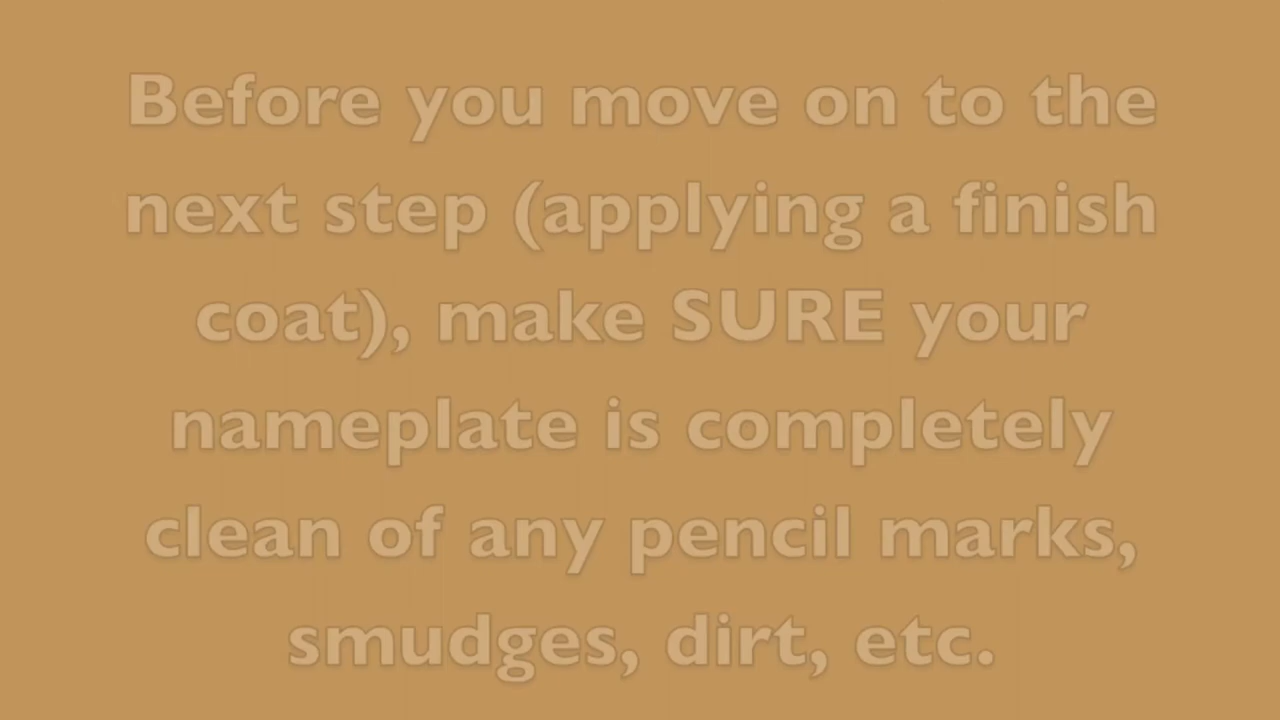 Before you move on to the
next step (applying a finish
coat), make SURE your
nameplate is completely
clean of any pencil marks,
smudges, dirt, etc.